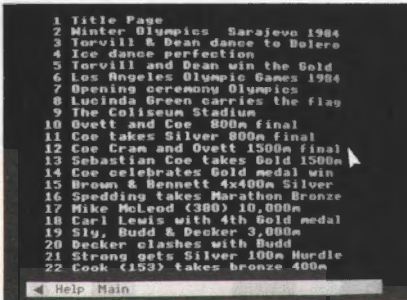 1 Title Page
2 Winter Olympics Sarajevo 1984
3 Torvill & Dean dance to Bolero
4 Ice dance perfection
5 Torvill and Dean win the Gold
6 Los Angeles Olympic Games 1984
7 Opening ceremony Olympics
8 Lucinda Green carries the flag
9 The Coliseum Stadium
10 Ovett and Coe 800m final
11 Coe takes Silver 800m final
12 Coe Cram and Ovett 1500m final
13 Sebastian Coe takes Gold 1500m
14 Coe celebrates Gold medal win
15 Brown & Bennett 4x400m Silver
16 Spedding takes Marathon Bronze
17 Mike McLeod (380) 10,000m
18 Carl Lewis with 4th Gold medal
19 Sly, Budd & Decker 3,000m
20 Decker clashes with Budd
21 Strong gets Silver 100m Hurdle
22 Cook (153) takes bronze 400m
Help Main